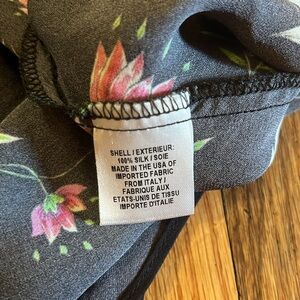 SHELL / EXTERIEUR:
100% SILK / SOIE
MADE IN THE USA OF
IMPORTED FABRIC
FROM ITALY /
FABRIQUE AUX
ETATS-UNIS DE TISSU
IMPORTE D'ITALIE